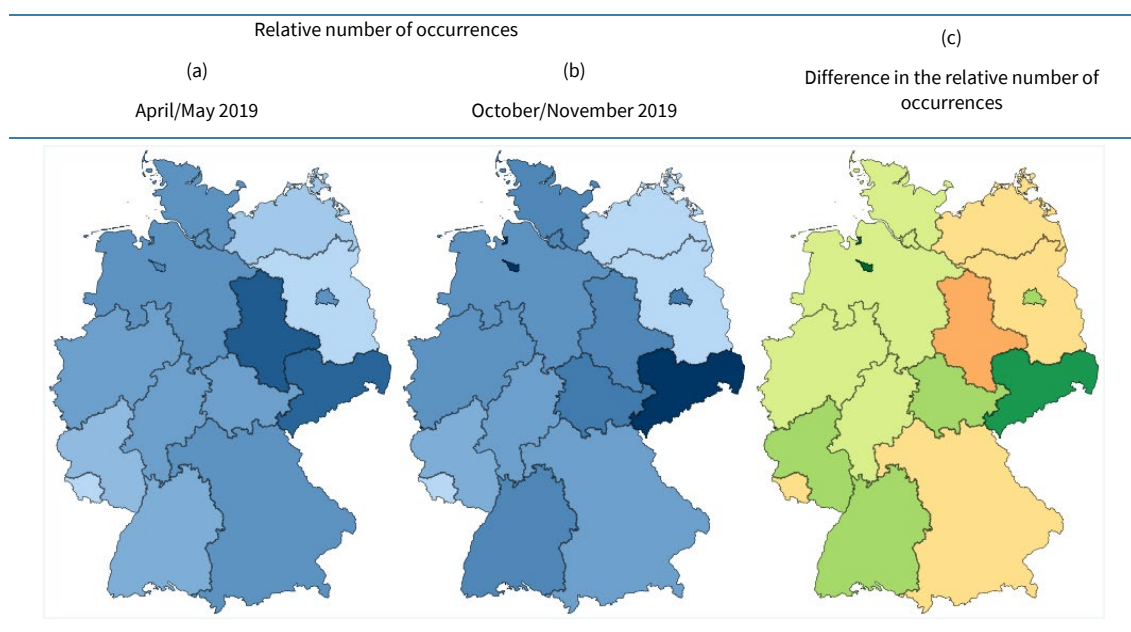 Relative number of occurrences
(a)
April/May 2019
(b)
October/November 2019
(c)
Difference in the relative number of
occurrences